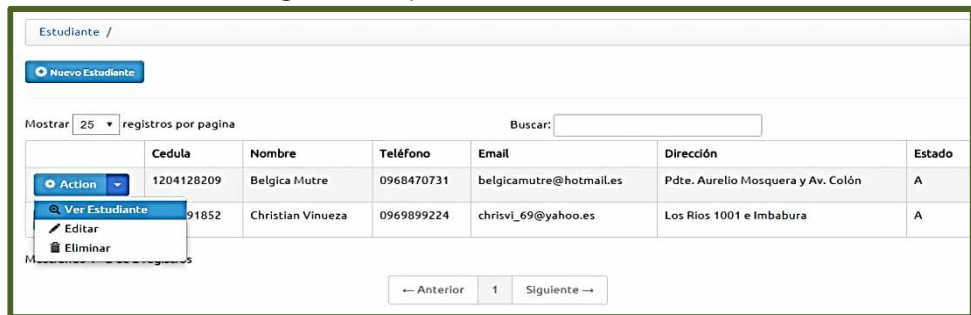 Estudiante /
Nuevo Estudiante
Mostrar 25 registros por pagina Buscar:
Cedula Nombre Teléfono Email Dirección Estado
Action 1204128209 Belgica Mutre 0968470731 belgicamutre@hotmail.es Pdte. Aurelio Mosquera y Av. Colón A
Ver Estudiante 91852 Christian Vinueza 0969899224 chrisvi_69@yahoo.es Los Rios 1001 e Imbabura A
Editar
Eliminar
← Anterior 1 Siguiente →